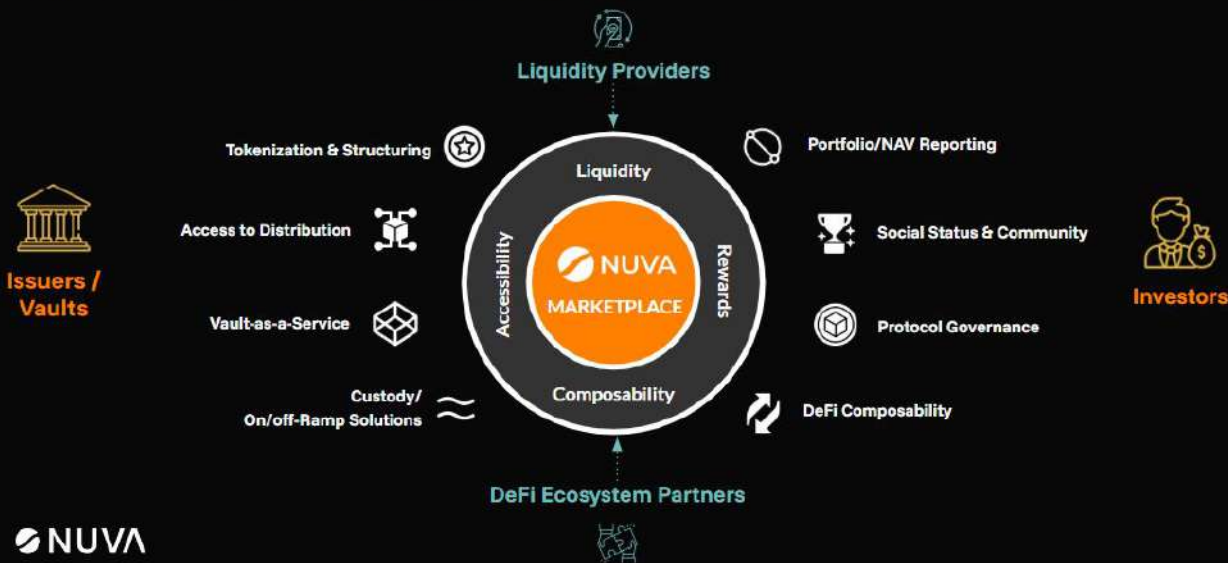 Liquidity Providers
Tokenization & Structuring
Portfolio/NAV Reporting
Liquidity
Access to Distribution
Social Status & Community
Issuers /
Vaults
Accessibility
NUVA
MARKETPLACE
Rewards
Investors
Vault-as-a-Service
Protocol Governance
Custody/
On/off-Ramp Solutions
Composability
DeFi Composability
DeFi Ecosystem Partners
NUVA